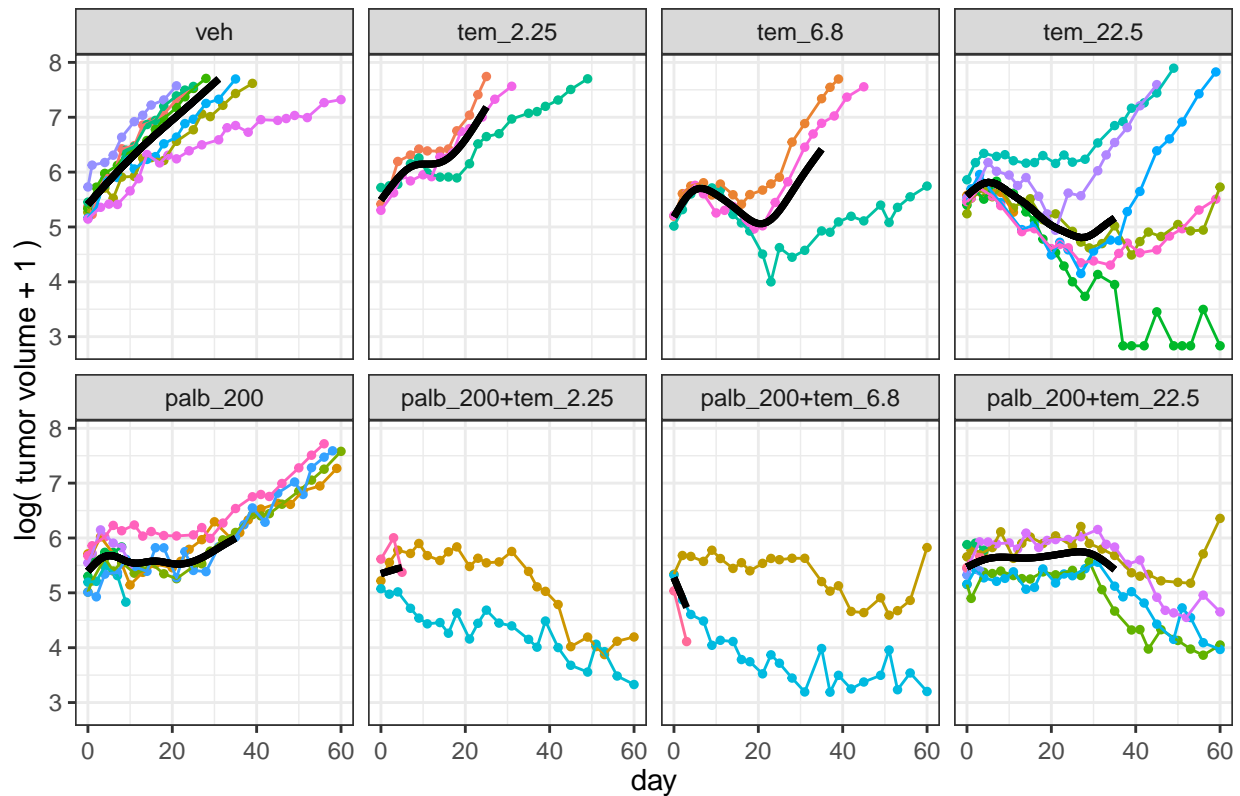 veh
tem_2.25
tem_6.8
tem_22.5
8
7
6
5
4
3
palb_200
palb_200+tem_2.25
palb_200+tem_6.8
palb_200+tem_22.5
8
7
6
5
4
3
0 20 40 60
0 20 40 60
0 20 40 60
0 20 40 60
day
log( tumor volume + 1 )